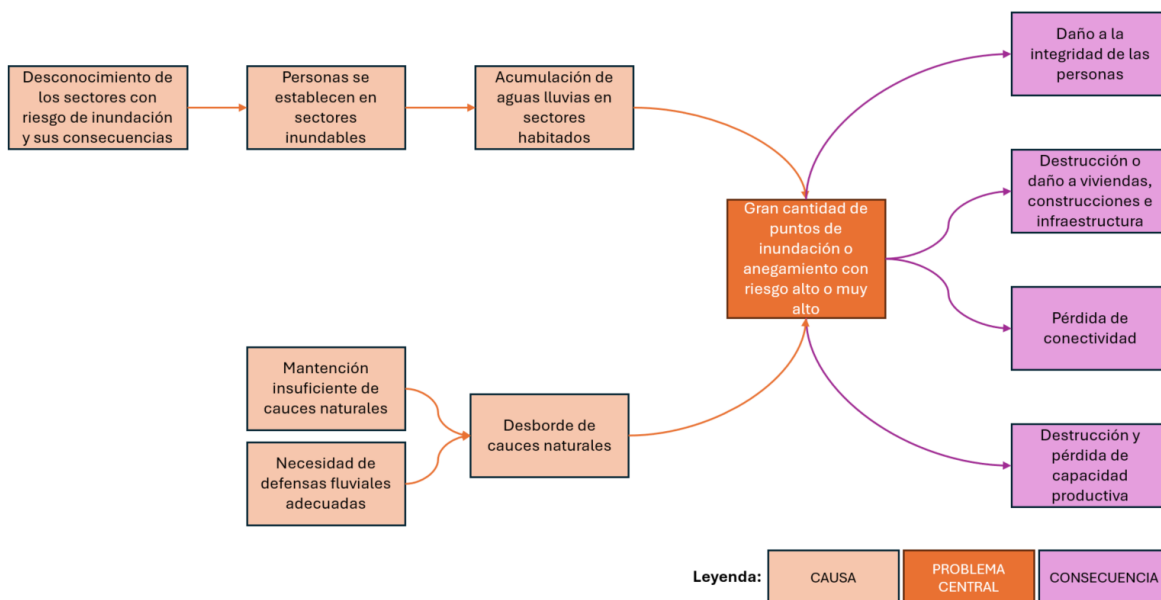 Desconocimiento de
los sectores con
riesgo de inundación
y sus consecuencias
Personas se
establecen en
sectores
inundables
Acumulación de
aguas lluvias en
sectores
habitados
Mantención
insuficiente de
cauces naturales
Necesidad de
defensas fluviales
adecuadas
Desborde de
cauces naturales
Gran cantidad de
puntos de
inundación o
anegamiento con
riesgo alto o muy
alto
Daño a la
integridad de las
personas
Destrucción o
daño a viviendas,
construcciones e
infraestructura
Pérdida de
conectividad
Destrucción y
pérdida de
capacidad
productiva
Leyenda:
CAUSA
PROBLEMA
CENTRAL
CONSECUENCIA